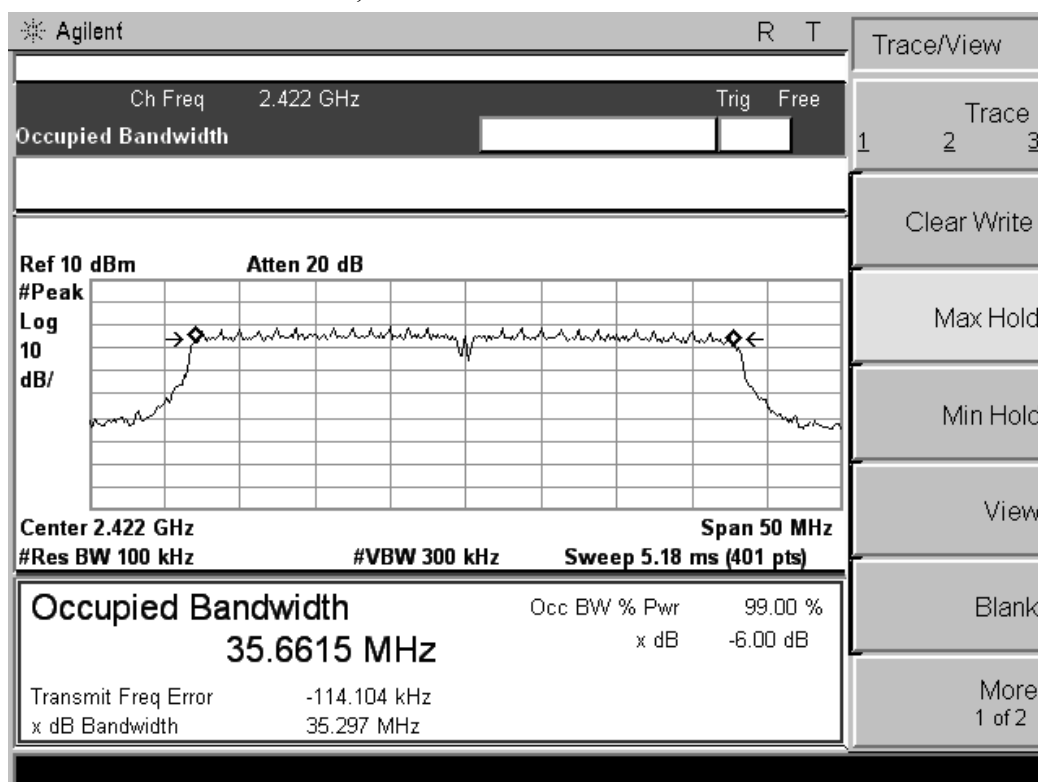 Agilent R T
Trace/View
Ch Freq 2.422 GHz Trig Free
Occupied Bandwidth
Trace
1 2 3
Clear Write
Ref 10 dBm Atten 20 dB
#Peak
Log
10
dB/
Max Hold
Min Hold
View
Center 2.422 GHz Span 50 MHz
#Res BW 100 kHz #VBW 300 kHz Sweep 5.18 ms (401 pts)
Occupied Bandwidth Occ BW % Pwr 99.00 %
35.6615 MHz x dB -6.00 dB
Blank
Transmit Freq Error -114.104 kHz
x dB Bandwidth 35.297 MHz
More
1 of 2